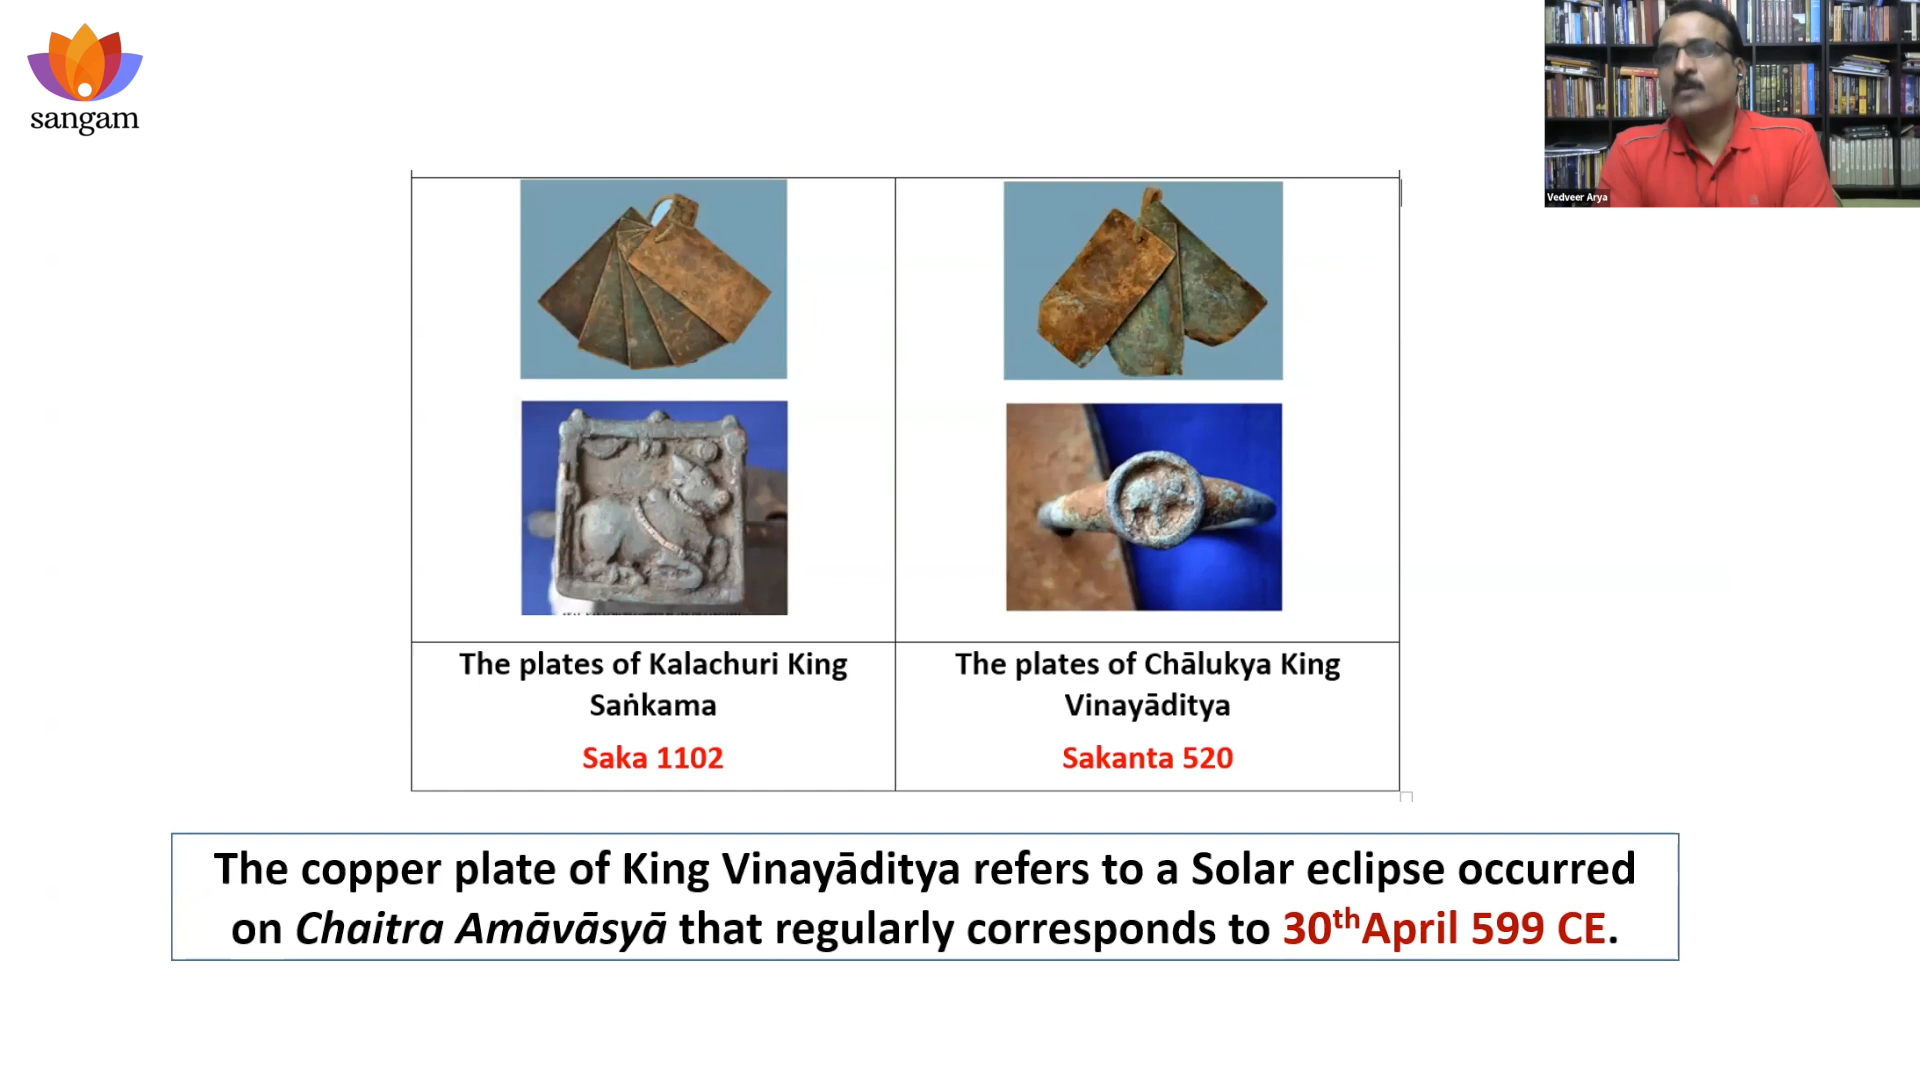 sangam
Vedveer Arya
The plates of Kalachuri King
Saṅkama
Saka 1102
The plates of Chālukya King
Vinayāditya
Sakanta 520
The copper plate of King Vinayāditya refers to a Solar eclipse occurred
on Chaitra Amāvāsyā that regularly corresponds to 30thApril 599 CE.